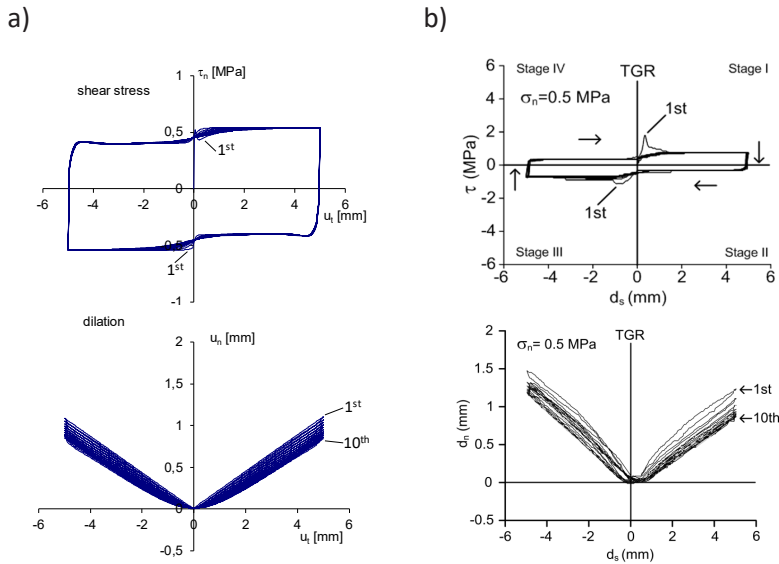 a)
τn [MPa]
shear stress
1
0,5
0
0,5
-1
-6 -4 -2 0 2 4 6
ut [mm]
1st
1st
dilation
un [mm]
2
1,5
1
0,5
0
-0,5
-6 -4 -2 0 2 4 6
ut [mm]
1st
10th
b)
Stage IV TGR Stage I
σn=0.5 MPa
1st
τ (MPa)
6
4
2
0
-2
-4
-6
1st
Stage III Stage II
-6 -4 -2 0 2 4 6
ds (mm)
TGR
σn= 0.5 MPa
dn (mm)
2
1.5
1
0.5
0
-0.5
←1st
←10th
-6 -4 -2 0 2 4 6
ds (mm)